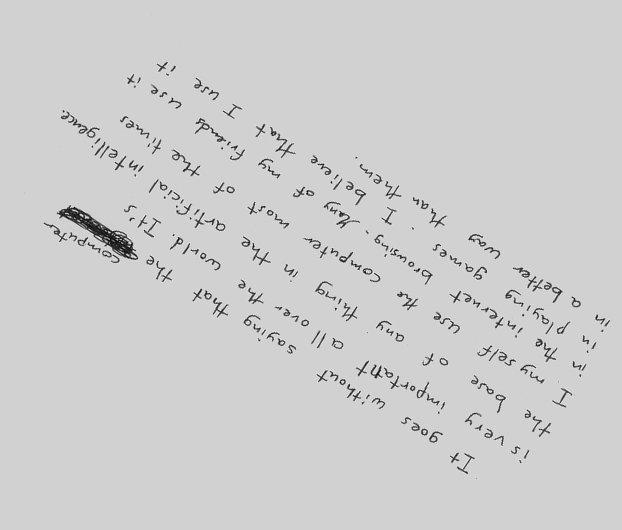 It goes without saying that the computer
is very important all over the world. It's
the base of any thing in the artificial intelligence.
I my self use the computer most of the times
in the internet browsing. Many of my friends use it
in playing games. I believe that I use it
in a better way than them.